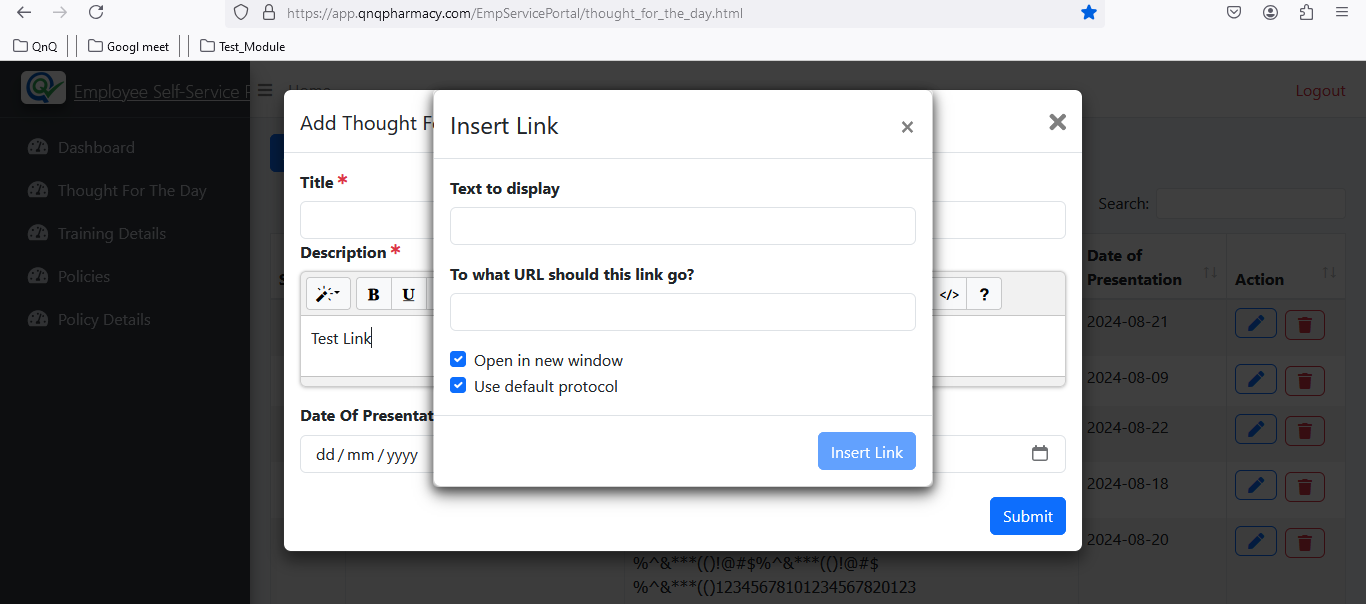 https://app.qnqpharmacy.com/EmpServicePortal/thought_for_the_day.html
QnQ Googl meet Test_Module
Employee Self-Service Home Logout
Dashboard
Thought For The Day
Training Details
Policies
Policy Details
Add Thought F
Title *
Description *
B U </> ?
Test Link
Date Of Presentat
dd / mm / yyyy
Submit
Insert Link ×
Text to display
To what URL should this link go?
Open in new window
Use default protocol
Insert Link
Search:
Date of
Presentation Action
2024-08-21
2024-08-09
2024-08-22
2024-08-18
2024-08-20
%^&***(()!@#$%^&***(()!@#$
%^&***(()12345678101234567820123